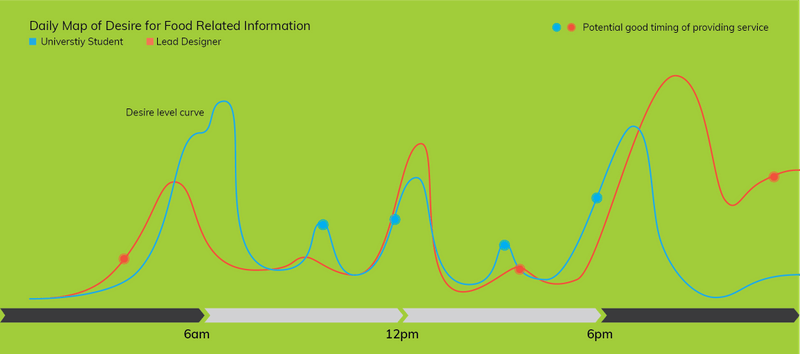 Daily Map of Desire for Food Related Information
Universtiy Student
Lead Designer
Potential good timing of providing service
Desire level curve
6am
12pm
6pm